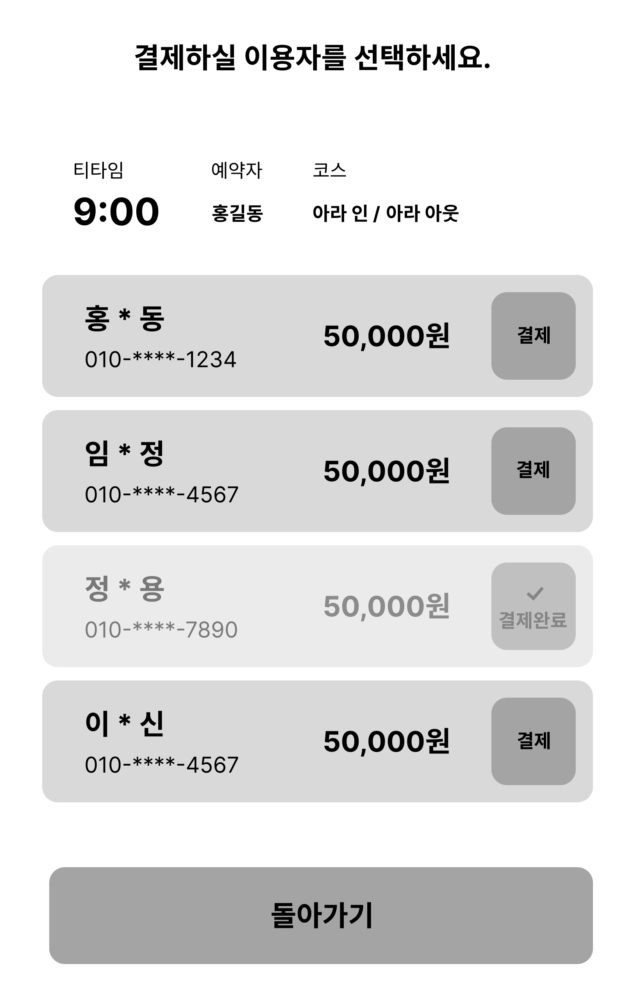 결제하실 이용자를 선택하세요.
티타임 예약자 코스
9:00 홍길동 아라 인 / 아라 아웃
홍 * 동
010-****-1234
50,000원
결제
임 * 정
010-****-4567
50,000원
결제
정 * 용
010-****-7890
50,000원
결제완료
이 * 신
010-****-4567
50,000원
결제
돌아가기